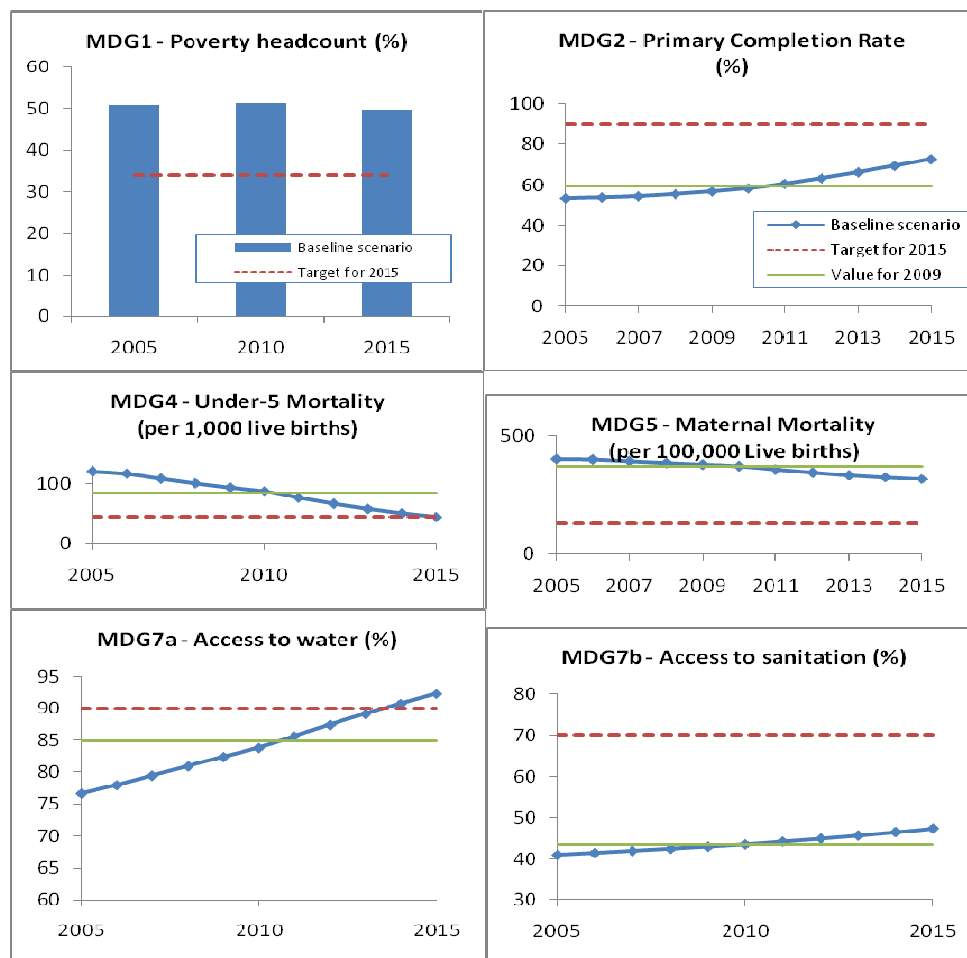 MDG1 - Poverty headcount (%)
60
50
40
30
20
10
0
Baseline scenario
Target for 2015
2005 2010 2015
MDG2 - Primary Completion Rate
(%)
100
80
60
40
20
0
Baseline scenario
Target for 2015
Value for 2009
2005 2007 2009 2011 2013 2015
MDG4 - Under-5 Mortality
(per 1,000 live births)
100
0
2005 2010 2015
MDG5 - Maternal Mortality
(per 100,000 Live births)
500
0
2005 2007 2009 2011 2013 2015
MDG7a - Access to water (%)
95
90
85
80
75
70
65
60
2005 2010 2015
MDG7b - Access to sanitation (%)
80
70
60
50
40
30
2005 2010 2015